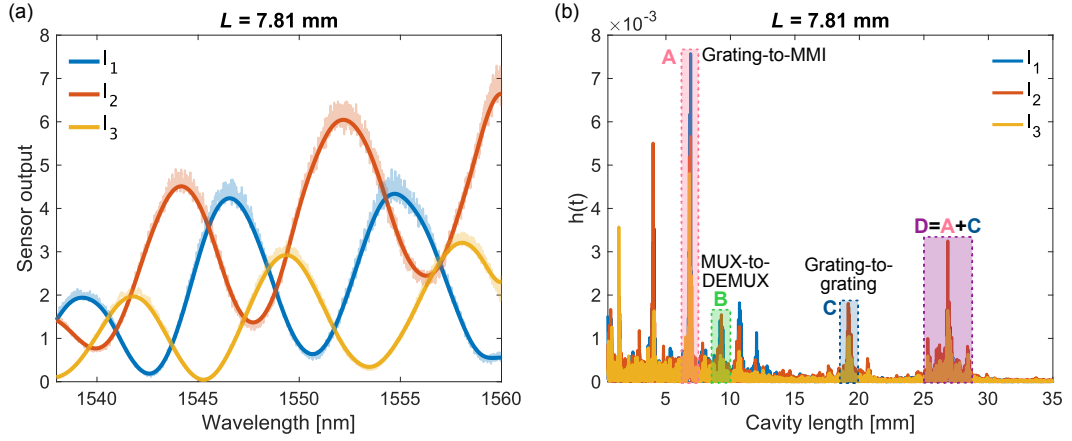 (a)
L = 7.81 mm
8
7
6
5
4
3
2
1
0
Sensor output
I1
I2
I3
1540
1545
1550
1555
1560
Wavelength [nm]
(b)
L = 7.81 mm
×10-3
8
7
6
5
4
3
2
1
0
h(t)
A
Grating-to-MMI
I1
I2
I3
MUX-to-
DEMUX
B
Grating-to-
grating
C
D=A+C
5
10
15
20
25
30
35
Cavity length [mm]